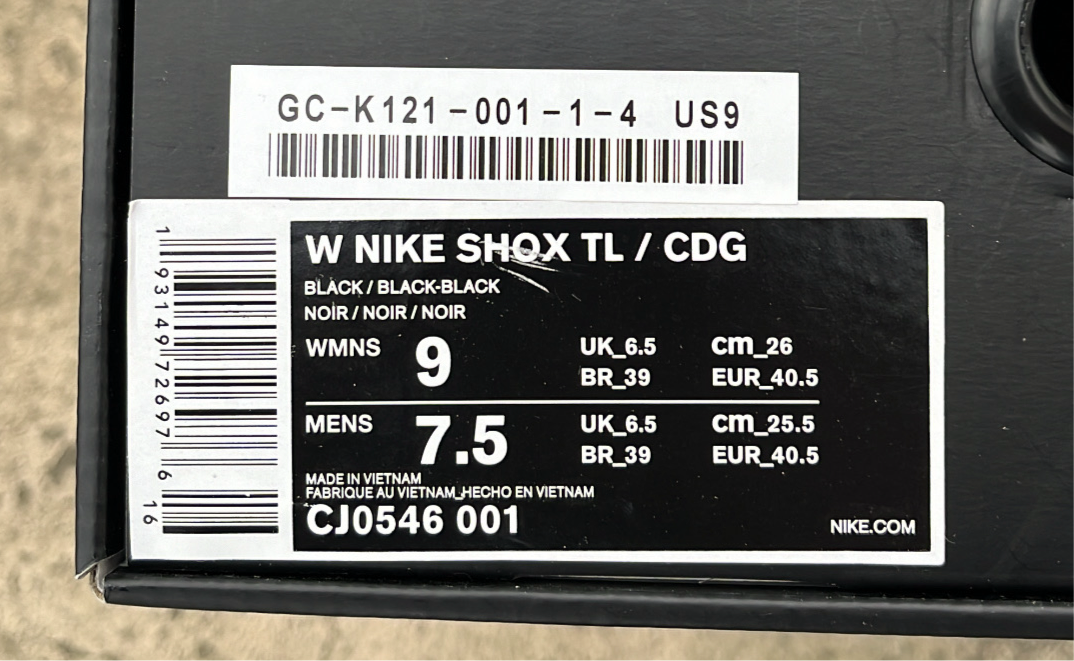 GC-K121-001-1-4 US9
W NIKE SHOX TL / CDG
BLACK / BLACK-BLACK
NOIR / NOIR / NOIR
WMNS 9 UK_6.5 cm_26
BR_39 EUR_40.5
MENS 7.5 UK_6.5 cm_25.5
BR_39 EUR_40.5
MADE IN VIETNAM
FABRIQUE AU VIETNAM_HECHO EN VIETNAM
CJ0546 001
NIKE.COM
1 93149 72697 6 16